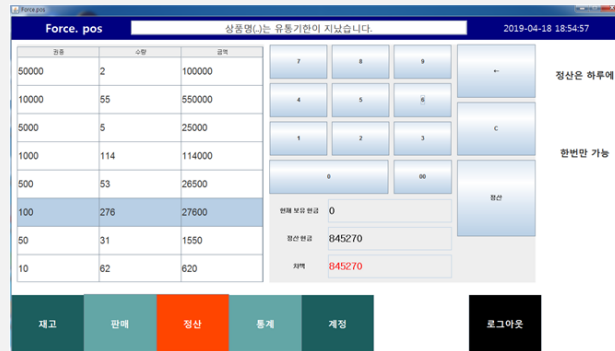 Force.pos
Force. pos
상품명(.)는 유통기한이 지났습니다.
2019-04-18 18:54:57
권종 수량 금액
50000 2 100000
10000 55 550000
5000 5 25000
1000 114 114000
500 53 26500
100 276 27600
50 31 1550
10 62 620
7 8 9 ←
4 5 6
1 2 3 C
0 00 정산
현재 보유 현금 0
정산 현금 845270
차액 845270
정산은 하루에
한번만 가능
재고 판매 정산 통계 계정 로그아웃